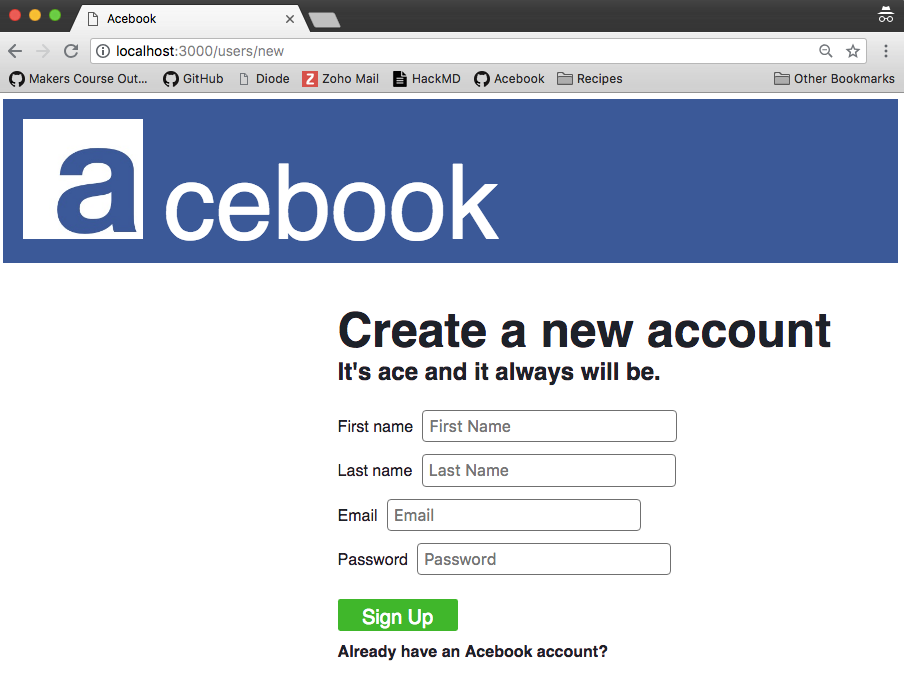 Acebook
localhost:3000/users/new
Makers Course Out... GitHub Diode Z Zoho Mail HackMD Acebook Recipes Other Bookmarks
acebook
Create a new account
It's ace and it always will be.
First name First Name
Last name Last Name
Email Email
Password Password
Sign Up
Already have an Acebook account?